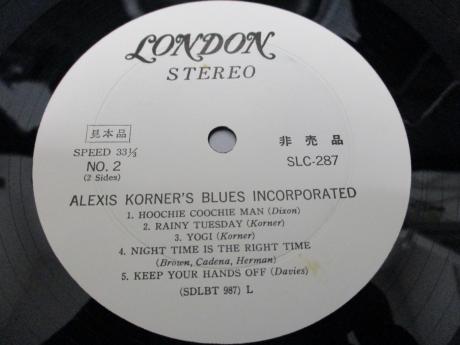 LONDON
STEREO
見本品 非売品
SPEED 33⅓
NO. 2 SLC-287
(2 Sides)
ALEXIS KORNER'S BLUES INCORPORATED
1. HOOCHIE COOCHIE MAN (Dixon)
2. RAINY TUESDAY (Korner)
3. YOGI (Korner)
4. NIGHT TIME IS THE RIGHT TIME
(Brown, Cadena, Herman)
5. KEEP YOUR HANDS OFF (Davies)
(SDLBT 987) L